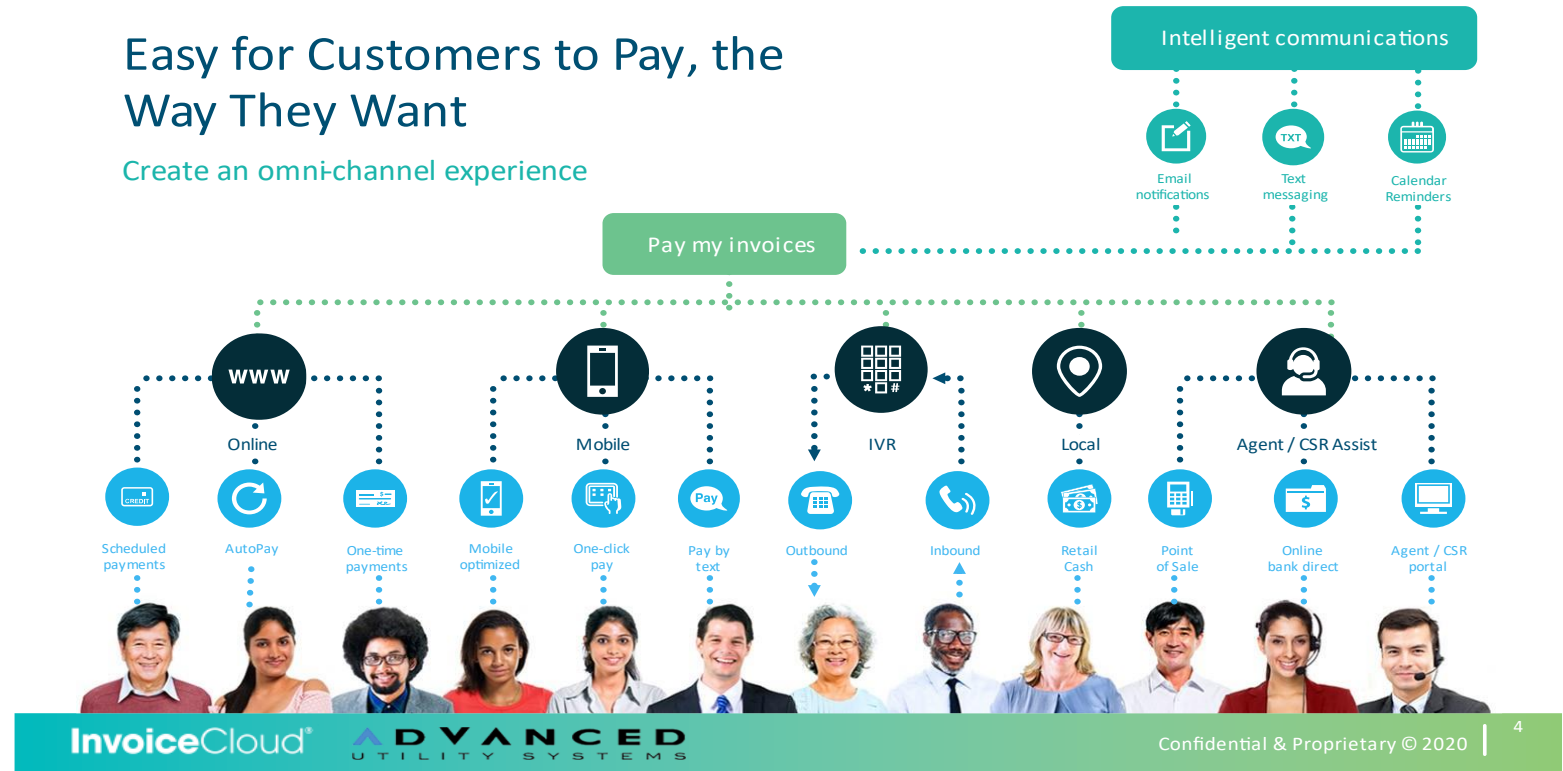 Easy for Customers to Pay, the
Way They Want
Create an omni-channel experience
Intelligent communications
TXT
Email
notifications
Text
messaging
Calendar
Reminders
Pay my invoices
www
* #
Online
Mobile
IVR
Local
Agent / CSR Assist
CREDIT
$
Pay
$
$
Scheduled
payments
AutoPay
One-time
payments
Mobile
optimized
One-click
pay
Pay by
text
Outbound
Inbound
Retail
Cash
Point
of Sale
Online
bank direct
Agent / CSR
portal
InvoiceCloud®
ADVANCED
UTILITY SYSTEMS
Confidential & Proprietary © 2020
4